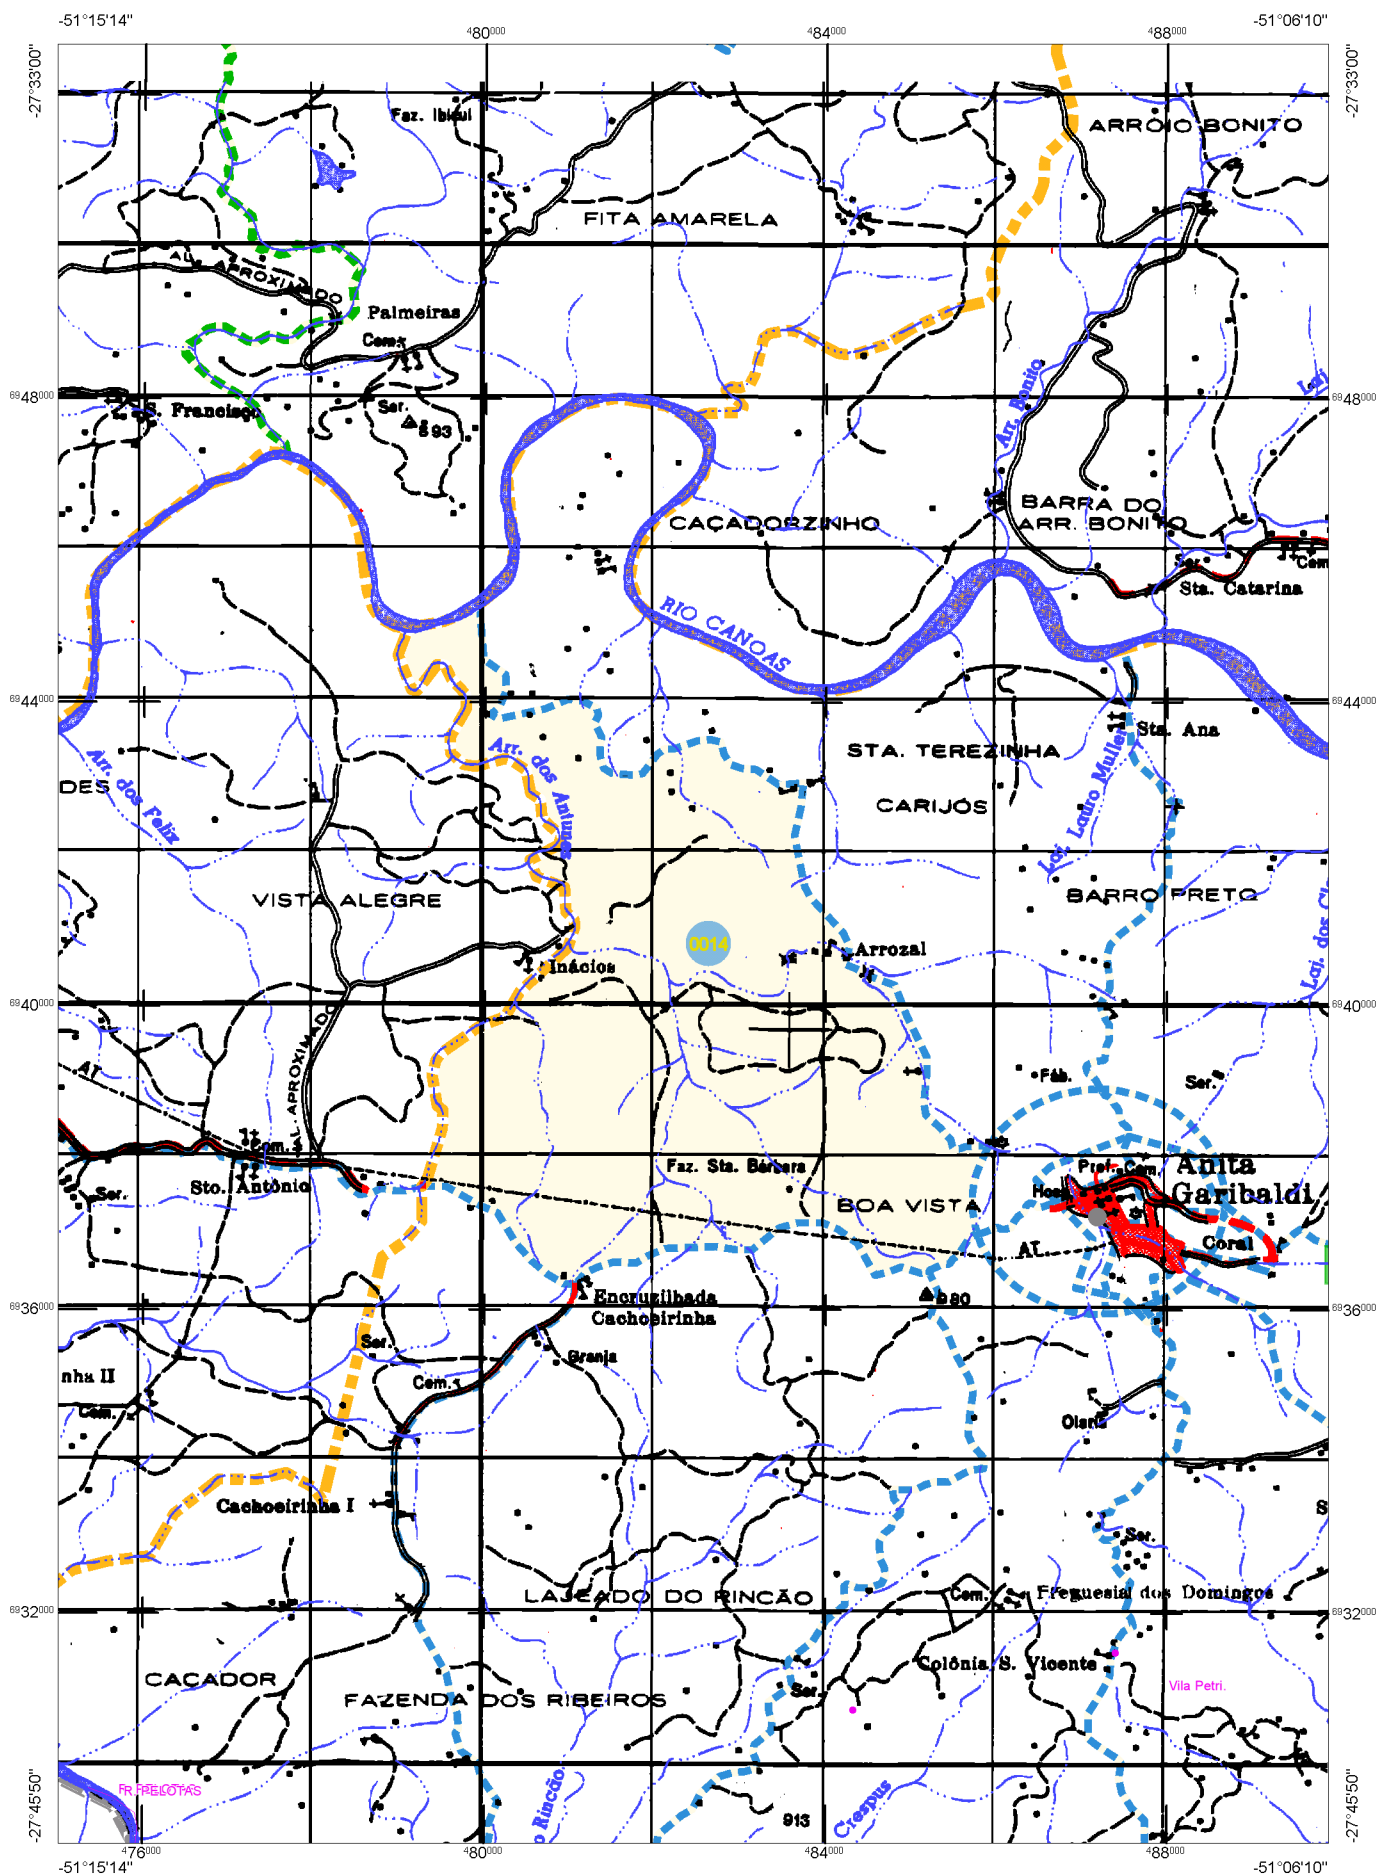 -51°15'14"
-51°06'10"
480000
484000
488000
-27°33'00"
-27°33'00"
Faz. Ibicuí
ARROIO BONITO
FITA AMARELA
AL. APROXIMADO
Palmeiras
Cem.
6948000
6948000
S. Francisco
Ser.
693
Arr. Bonito
BARRA DO
ARR. BONITO
CAÇADORZINHO
Ser.
Cem
Sta. Catarina
RIO CANOAS
6944000
6944000
Sta. Ana
Arr. dos Antunes
STA. TEREZINHA
Arr. dos Feliz
DES
CARIJÓS
Laj. Lauro Muller
VISTA ALEGRE
BARRO PRETO
0014
Arrozal
Inácios
6940000
6940000
AL. APROXIMADO
AT
Fáb.
Ser.
Cem.
Faz. Sta. Bárbara
Pref.
Cem.
Anita
Garibaldi
Sto. Antônio
Ser.
Hosp.
BOA VISTA
AT
Coral
980
Encruzilhada
Cachoeirinha
6936000
6936000
Ser.
Granja
nha II
Cem.
Cem.
Olaria
Cachoeirinha I
S
Ser.
LAJEADO DO RINCÃO
Cem.
Freguesia dos Domingos
6932000
6932000
Colônia S. Vicente
CAÇADOR
FAZENDA DOS RIBEIROS
Ser.
Vila Petri.
R. PELOTAS
o Rincão
Crespus
913
-27°45'50"
-27°45'50"
476000
480000
484000
488000
-51°15'14"
-51°06'10"